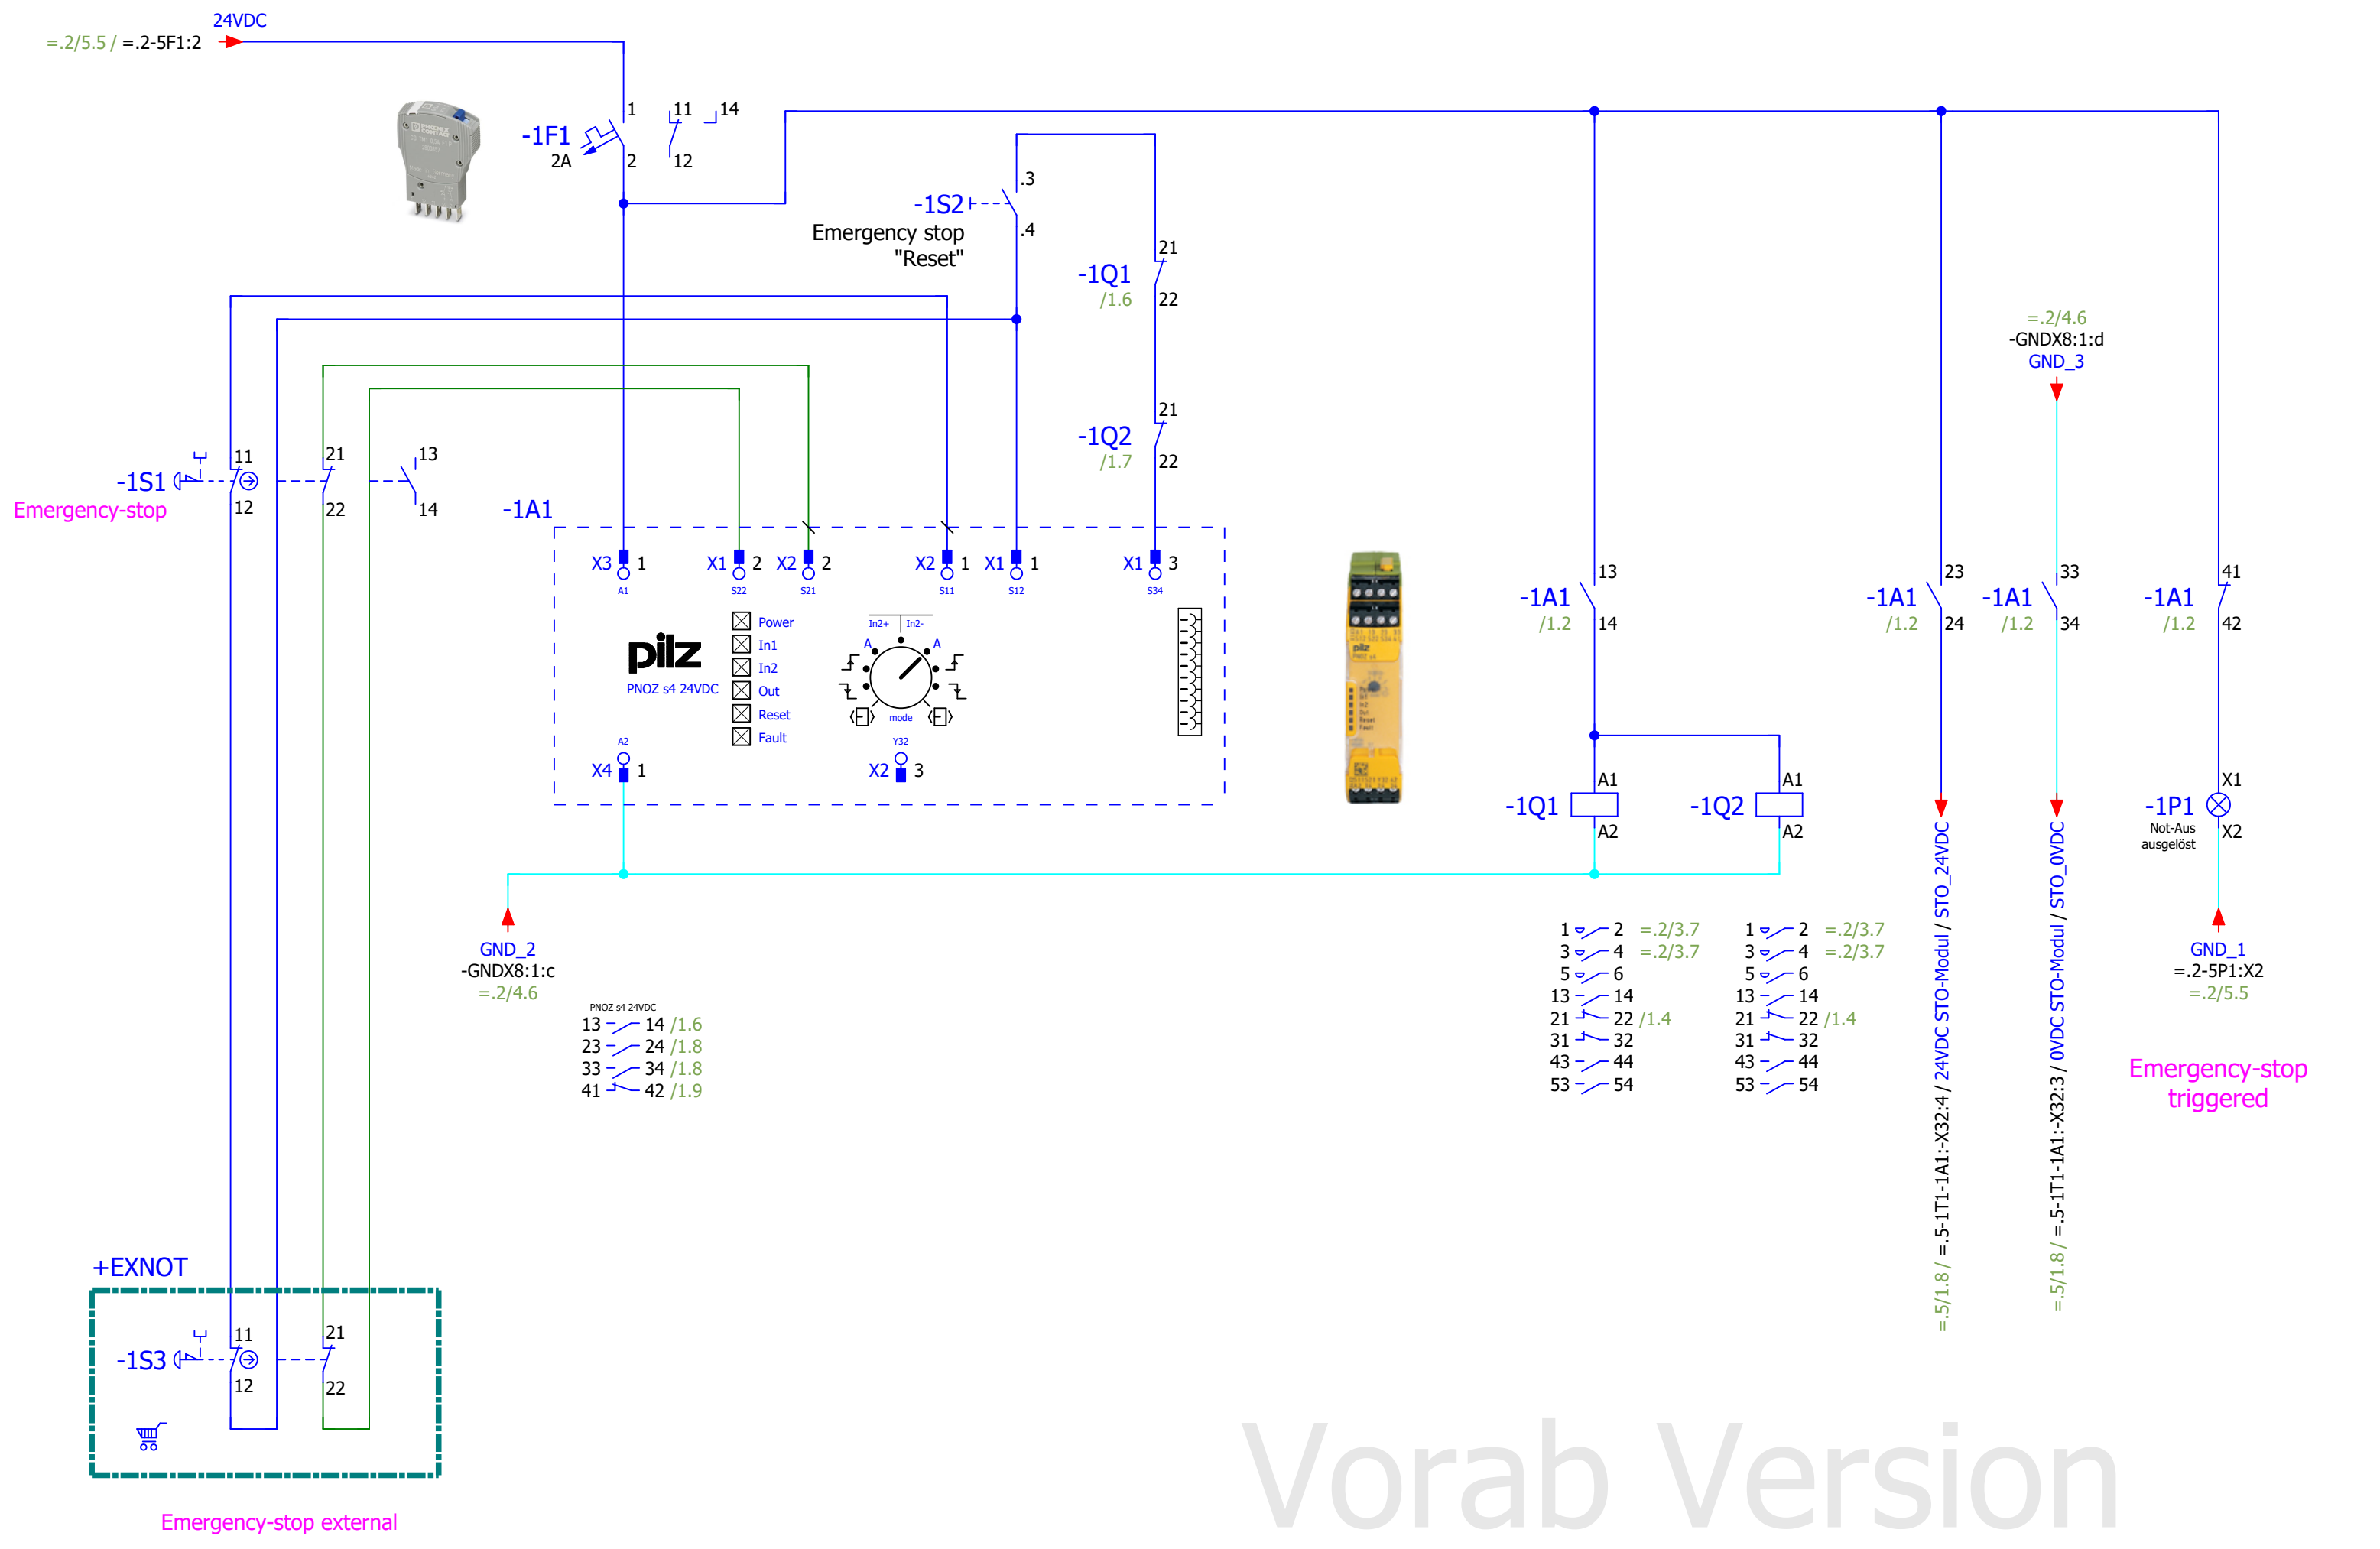 24VDC
=.2/5.5 / =.2-5F1:2
1
11
14
-1F1
2A
2
12
PHOENIX
CONTACT
.3
-1S2
.4
Emergency stop
"Reset"
21
-1Q1
/1.6
22
=.2/4.6
-GNDX8:1:d
GND_3
21
-1Q2
/1.7
22
11
21
13
-1S1
12
22
14
Emergency-stop
-1A1
X3 1
X1 2
X2 2
X2 1
X1 1
X1 3
A1
S22
S21
S11
S12
S34
13
23
33
41
-1A1
-1A1
-1A1
-1A1
/1.2
14
/1.2
24
/1.2
34
/1.2
42
Power
In1
In2
Out
Reset
Fault
In2+
In2-
A
A
mode
pilz
PNOZ s4 24VDC
A2
Y32
X4 1
X2 3
pilz
PNOZ s4
A1
A1
X1
-1Q1
-1Q2
-1P1
A2
A2
X2
Not-Aus
ausgelöst
GND_2
-GNDX8:1:c
=.2/4.6
PNOZ s4 24VDC
13 14 /1.6
23 24 /1.8
33 34 /1.8
41 42 /1.9
1 2 =.2/3.7
3 4 =.2/3.7
5 6
13 14
21 22 /1.4
31 32
43 44
53 54
1 2 =.2/3.7
3 4 =.2/3.7
5 6
13 14
21 22 /1.4
31 32
43 44
53 54
=.5/1.8 / =.5-1T1-1A1:-X32:4 / 24VDC STO-Modul / STO_24VDC
=.5/1.8 / =.5-1T1-1A1:-X32:3 / 0VDC STO-Modul / STO_0VDC
GND_1
=.2-5P1:X2
=.2/5.5
Emergency-stop
triggered
+EXNOT
11
21
-1S3
12
22
Emergency-stop external
Vorab Version